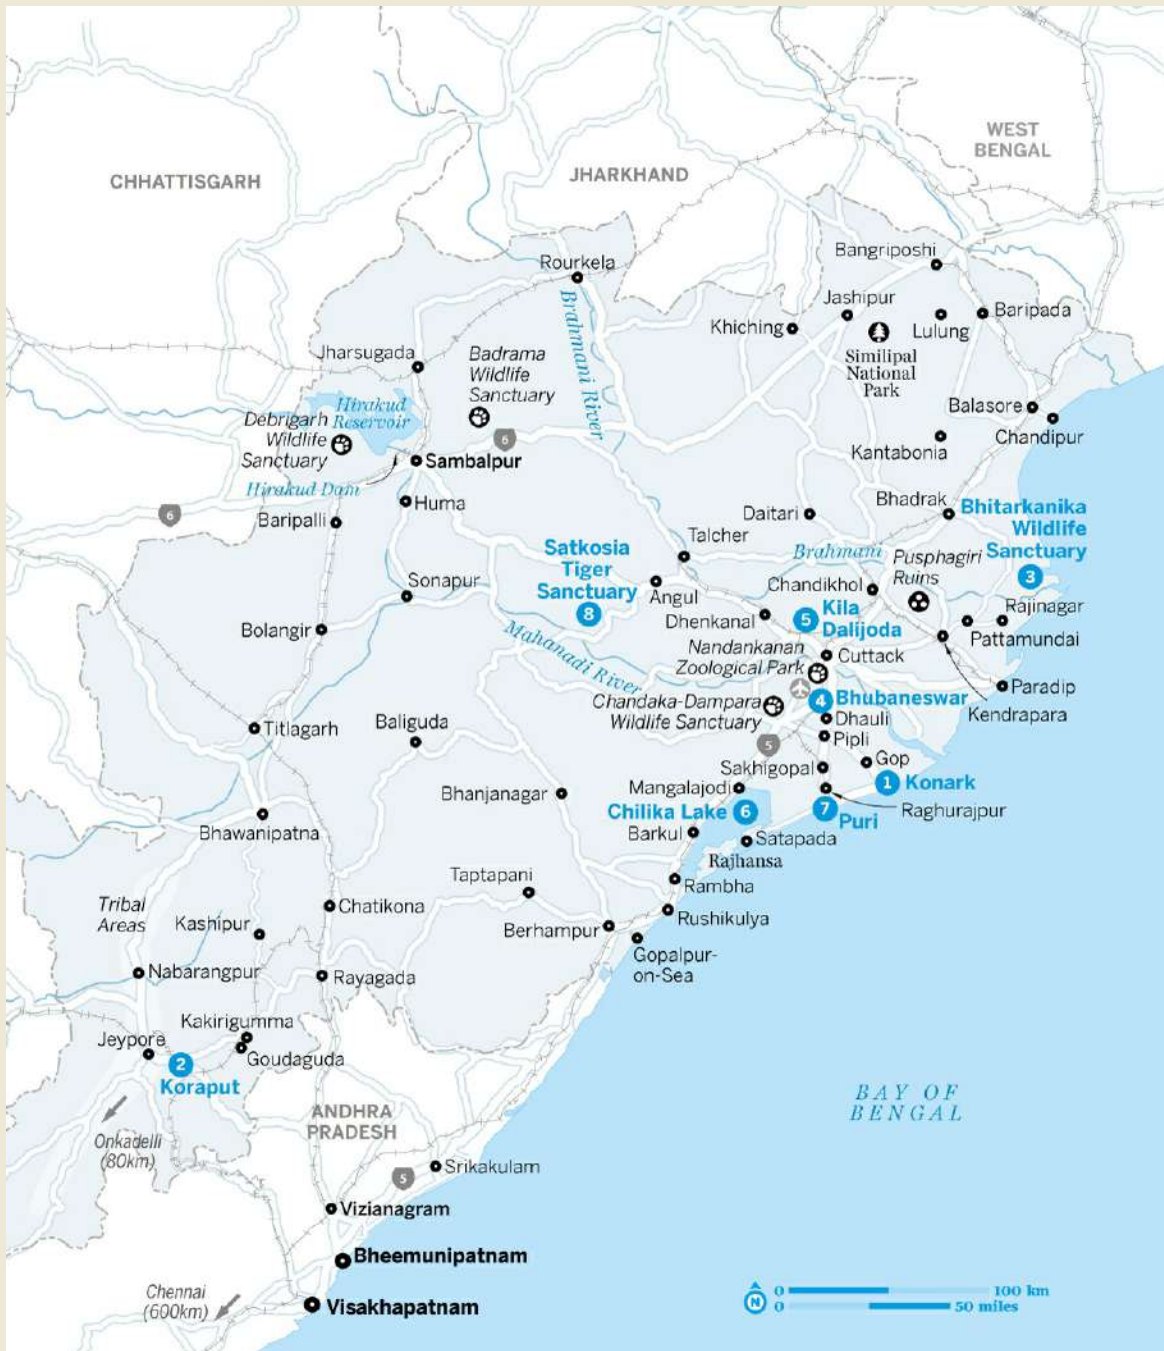 WEST
BENGAL
CHHATTISGARH
JHARKHAND
Bangriposhi
Rourkela
Jashipur
Baripada
Khiching
Lulung
Brahmani River
Similipal
National
Park
Jharsugada
Badrama
Wildlife
Sanctuary
Hirakud
Reservoir
Debrigarh
Wildlife
Sanctuary
Balasore
Chandipur
6
Kantabonia
Sambalpur
Hirakud Dam
Huma
6
Baripalli
Bhadrak
Daitari
Bhitarkanika
Wildlife
Sanctuary
3
Talcher
Brahmani
Pusphagiri
Ruins
Satkosia
Tiger
Sanctuary
8
Sonapur
Angul
Chandikhol
Rajinagar
Dhenkanal
5
Kila
Dalijoda
Pattamundai
Bolangir
Mahanadi River
Nandankanan
Zoological Park
Cuttack
Paradip
Chandaka-Dampara
Wildlife Sanctuary
4
Bhubaneswar
Kendrapara
Dhauli
Titlagarh
Baliguda
Pipli
5
Gop
Sakhigopal
1
Konark
Mangalajodi
Bhanjanagar
Chilika Lake
6
7
Puri
Raghurajpur
Bhawanipatna
Barkul
Satapada
Rajhansa
Taptapani
Rambha
Tribal
Areas
Chatikona
Kashipur
Rushikulya
Berhampur
Gopalpur-
on-Sea
Nabarangpur
Rayagada
Kakirigumma
Jeypore
Goudaguda
2
Koraput
BAY OF
BENGAL
ANDHRA
PRADESH
Onkadelli
(80km)
Srikakulam
5
Vizianagram
Bheemunipatnam
Chennai
(600km)
Visakhapatnam
N
0
100 km
0
50 miles